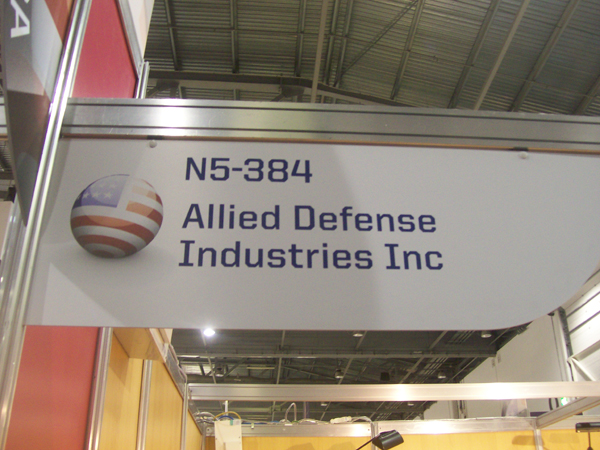 N5-384
Allied Defense
Industries Inc